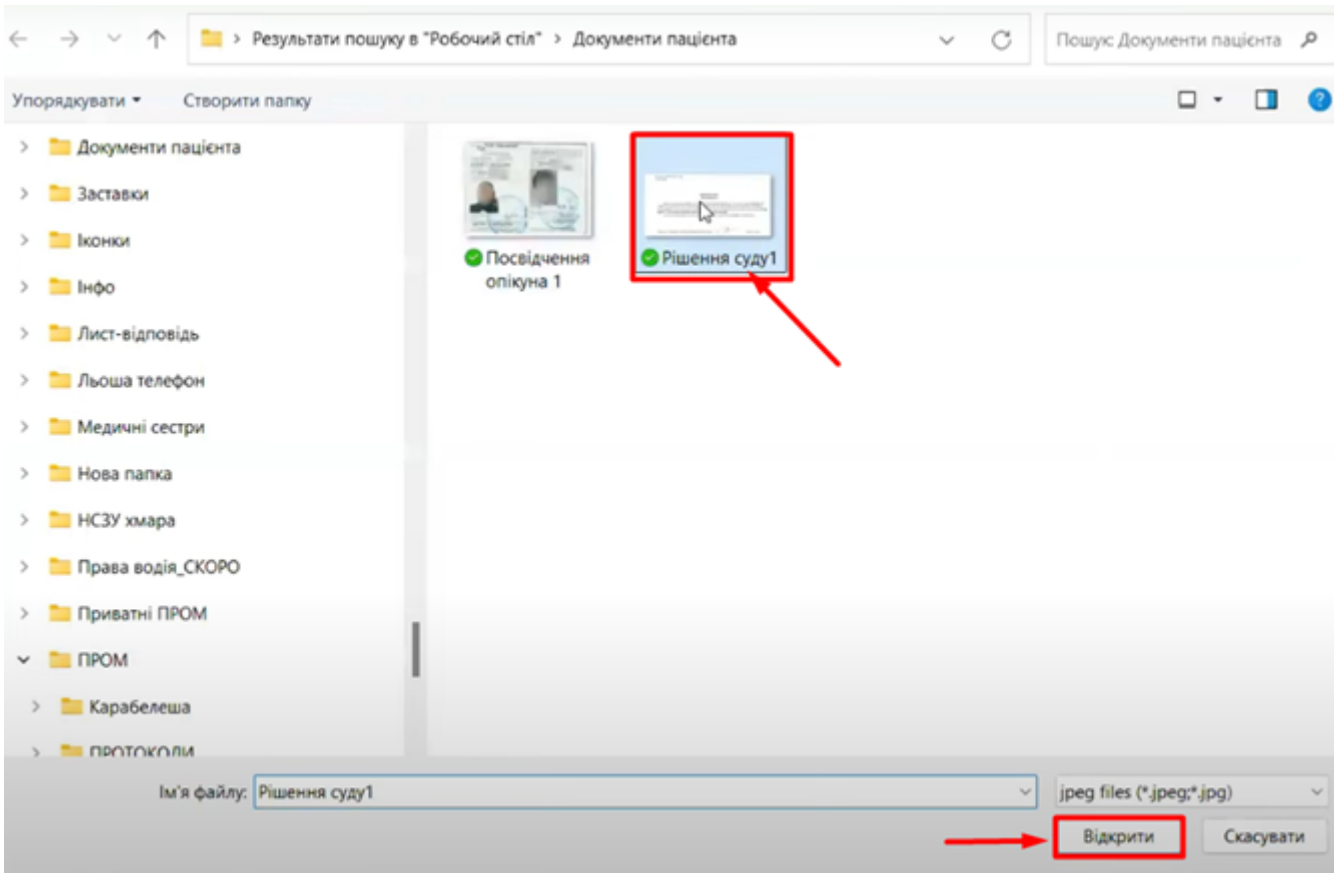 Результати пошуку в "Робочий стіл" > Документи пацієнта
Пошук: Документи пацієнта
Упорядкувати
Створити папку
Документи пацієнта
Заставки
Іконки
Інфо
Лист-відповідь
Льоша телефон
Медичні сестри
Нова папка
НСЗУ хмара
Права водія_СКОРО
Приватні ПРОМ
ПРОМ
Карабелеша
ПРОТОКОЛИ
Посвідчення
опікуна 1
Рішення суду1
Ім'я файлу: Рішення суду1
jpeg files (*.jpeg;*.jpg)
Відкрити
Скасувати